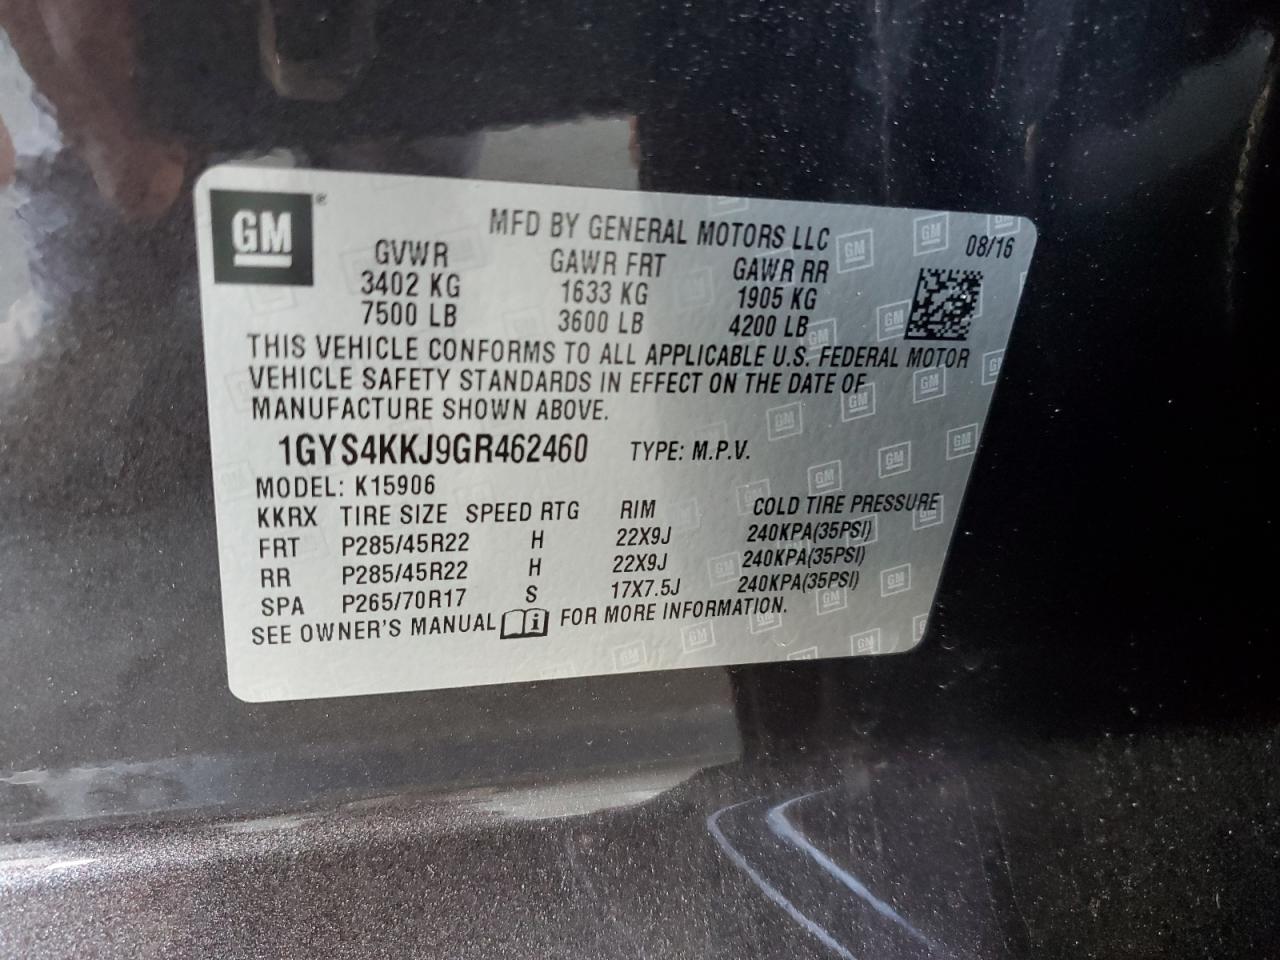 GM ®
MFD BY GENERAL MOTORS LLC 08/16
GVWR GAWR FRT GAWR RR
3402 KG 1633 KG 1905 KG
7500 LB 3600 LB 4200 LB
THIS VEHICLE CONFORMS TO ALL APPLICABLE U.S. FEDERAL MOTOR
VEHICLE SAFETY STANDARDS IN EFFECT ON THE DATE OF
MANUFACTURE SHOWN ABOVE.
1GYS4KKJ9GR462460 TYPE: M.P.V.
MODEL: K15906
KKRX TIRE SIZE SPEED RTG RIM COLD TIRE PRESSURE
FRT P285/45R22 H 22X9J 240KPA(35PSI)
RR P285/45R22 H 22X9J 240KPA(35PSI)
SPA P265/70R17 S 17X7.5J 240KPA(35PSI)
SEE OWNER'S MANUAL i FOR MORE INFORMATION.